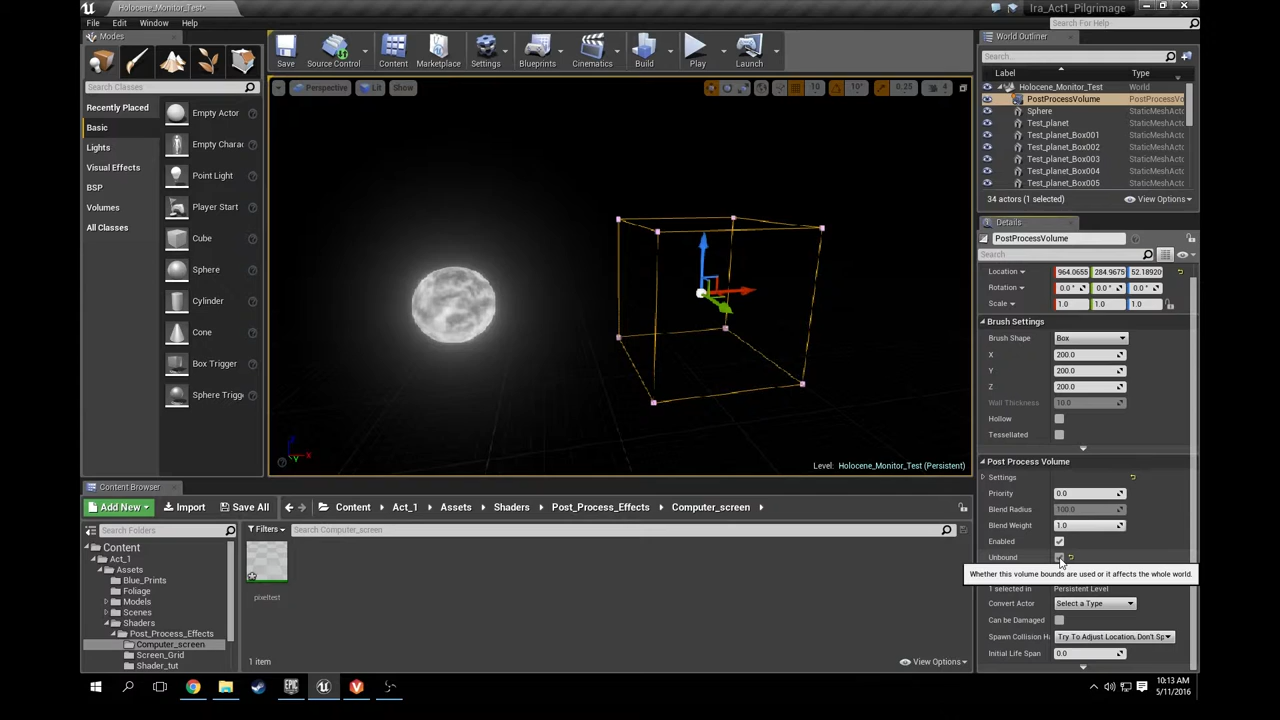 Holocene_Monitor_Test*
Ira_Act1_Pilgrimage
File Edit Window Help
Search For Help
Modes
Search Classes
Recently Placed
Basic
Lights
Visual Effects
BSP
Volumes
All Classes
Empty Actor
Empty Charac
Point Light
Player Start
Cube
Sphere
Cylinder
Cone
Box Trigger
Sphere Trigg
Save
Source Control
Content
Marketplace
Settings
Blueprints
Cinematics
Build
Play
Launch
Perspective
Lit
Show
10
10°
0.25
4
Level: Holocene_Monitor_Test (Persistent)
World Outliner
Search...
Label Type
Holocene_Monitor_Test World
PostProcessVolume PostProcessVo
Sphere StaticMeshActo
Test_planet StaticMeshActo
Test_planet_Box001 StaticMeshActo
Test_planet_Box002 StaticMeshActo
Test_planet_Box003 StaticMeshActo
Test_planet_Box004 StaticMeshActo
Test_planet_Box005 StaticMeshActo
34 actors (1 selected)
View Options
Details
PostProcessVolume
Search
Location 964.0655 284.9675 52.18920
Rotation 0.0° 0.0° 0.0°
Scale 1.0 1.0 1.0
Brush Settings
Brush Shape Box
X 200.0
Y 200.0
Z 200.0
Wall Thickness 10.0
Hollow
Tessellated
Post Process Volume
Settings
Priority 0.0
Blend Radius 100.0
Blend Weight 1.0
Enabled
Unbound
Whether this volume bounds are used or it affects the whole world.
1 selected in Persistent Level
Convert Actor Select a Type
Can be Damaged
Spawn Collision Ha Try To Adjust Location, Don't Sp
Initial Life Span 0.0
Content Browser
Add New Import Save All
Content Act_1 Assets Shaders Post_Process_Effects Computer_screen
Search Folders
Filters
Search Computer_screen
Content
Act_1
Assets
Blue_Prints
Foliage
Models
Scenes
Shaders
Post_Process_Effects
Computer_screen
Screen_Grid
Shader_tut
pixeltest
1 item
View Options
10:13 AM
5/11/2016